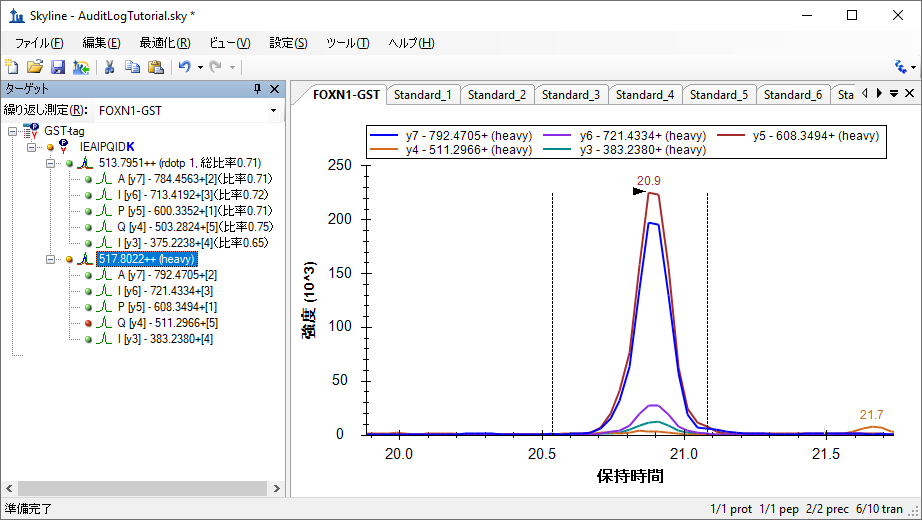 Skyline - AuditLogTutorial.sky *
ファイル(F) 編集(E) 最適化(R) ビュー(V) 設定(S) ツール(T) ヘルプ(H)
ターゲット
繰り返し測定(R): FOXN1-GST
GST-tag
IEAIPQIDK
513.7951++ (rdotp 1, 総比率0.71)
A [y7] - 784.4563+[2]〈比率0.71〉
I [y6] - 713.4192+[3]〈比率0.72〉
P [y5] - 600.3352+[1]〈比率0.71〉
Q [y4] - 503.2824+[5]〈比率0.75〉
I [y3] - 375.2238+[4]〈比率0.65〉
517.8022++ (heavy)
A [y7] - 792.4705+[2]
I [y6] - 721.4334+[3]
P [y5] - 608.3494+[1]
Q [y4] - 511.2966+[5]
I [y3] - 383.2380+[4]
FOXN1-GST Standard_1 Standard_2 Standard_3 Standard_4 Standard_5 Standard_6 Sta
y7 - 792.4705+ (heavy) y6 - 721.4334+ (heavy) y5 - 608.3494+ (heavy)
y4 - 511.2966+ (heavy) y3 - 383.2380+ (heavy)
強度 (10^3)
250
200
150
100
50
0
20.9
21.7
20.0 20.5 21.0 21.5
保持時間
準備完了
1/1 prot 1/1 pep 2/2 prec 6/10 tran